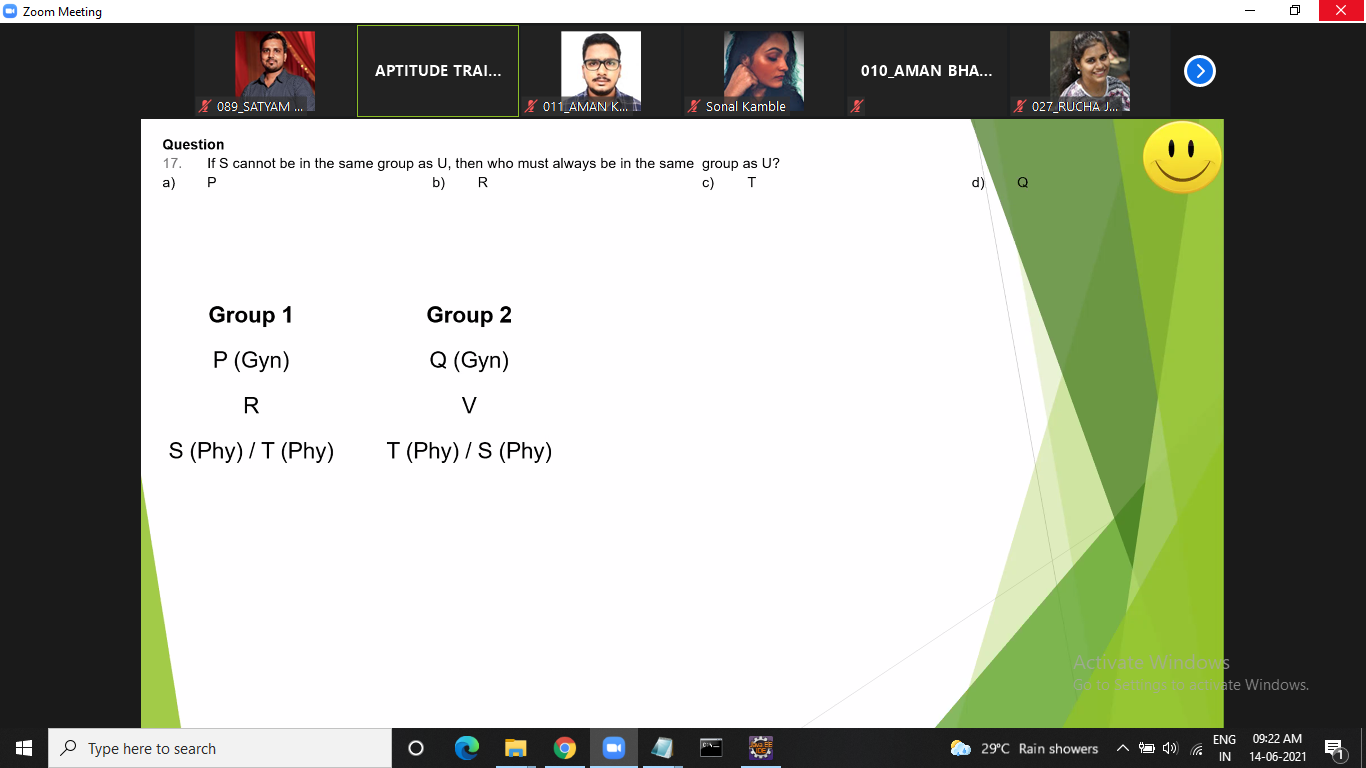 Zoom Meeting
089_SATYAM ...
APTITUDE TRAI...
011_AMAN K...
Sonal Kamble
010_AMAN BHA...
027_RUCHA J...
Question
17. If S cannot be in the same group as U, then who must always be in the same group as U?
a) P b) R c) T d) Q
Group 1 Group 2
P (Gyn) Q (Gyn)
R V
S (Phy) / T (Phy) T (Phy) / S (Phy)
Activate Windows
Go to Settings to activate Windows.
Type here to search
29°C Rain showers
ENG
IN
09:22 AM
14-06-2021
1